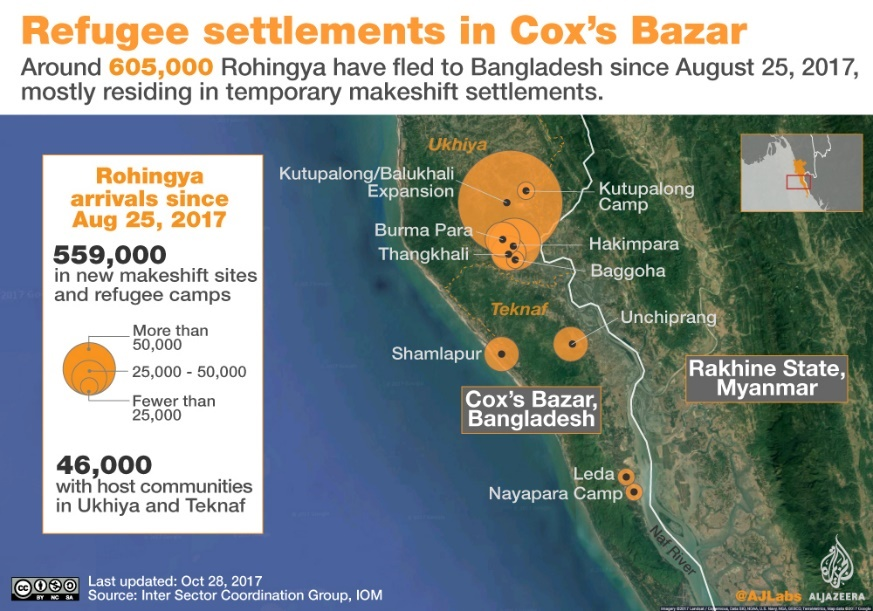 Refugee settlements in Cox's Bazar
Around 605,000 Rohingya have fled to Bangladesh since August 25, 2017,
mostly residing in temporary makeshift settlements.
Rohingya
arrivals since
Aug 25, 2017
559,000
in new makeshift sites
and refugee camps
More than
50,000
25,000 - 50,000
Fewer than
25,000
46,000
with host communities
in Ukhiya and Teknaf
Ukhiya
Kutupalong/Balukhali
Expansion
Kutupalong
Camp
Burma Para
Hakimpara
Thangkhali
Baggoha
Teknaf
Unchiprang
Shamlapur
Rakhine State,
Myanmar
Cox's Bazar,
Bangladesh
Leda
Nayapara Camp
Naf River
cc
BY NC SA
Last updated: Oct 28, 2017
Source: Inter Sector Coordination Group, IOM
@AJLabs
ALJAZEERA